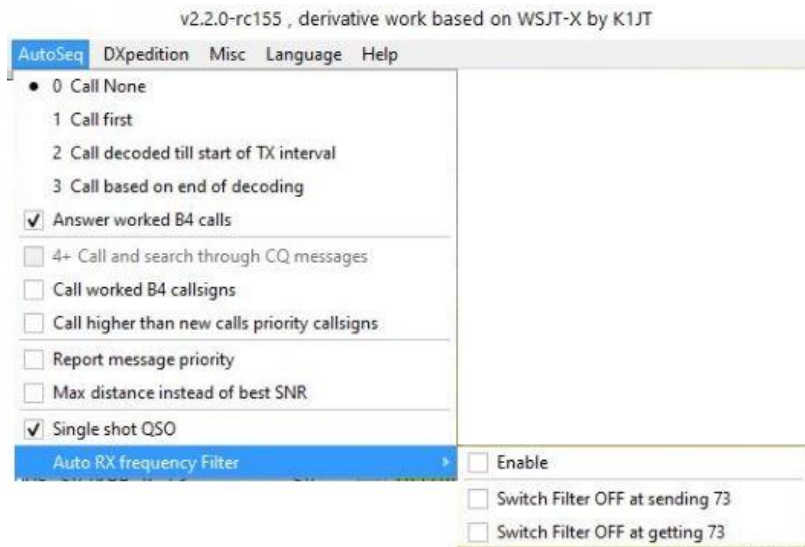 v2.2.0-rc155 , derivative work based on WSJT-X by K1JT
AutoSeq DXpedition Misc Language Help
0 Call None
1 Call first
2 Call decoded till start of TX interval
3 Call based on end of decoding
Answer worked B4 calls
4+ Call and search through CQ messages
Call worked B4 callsigns
Call higher than new calls priority callsigns
Report message priority
Max distance instead of best SNR
Single shot QSO
Auto RX frequency Filter
Enable
Switch Filter OFF at sending 73
Switch Filter OFF at getting 73